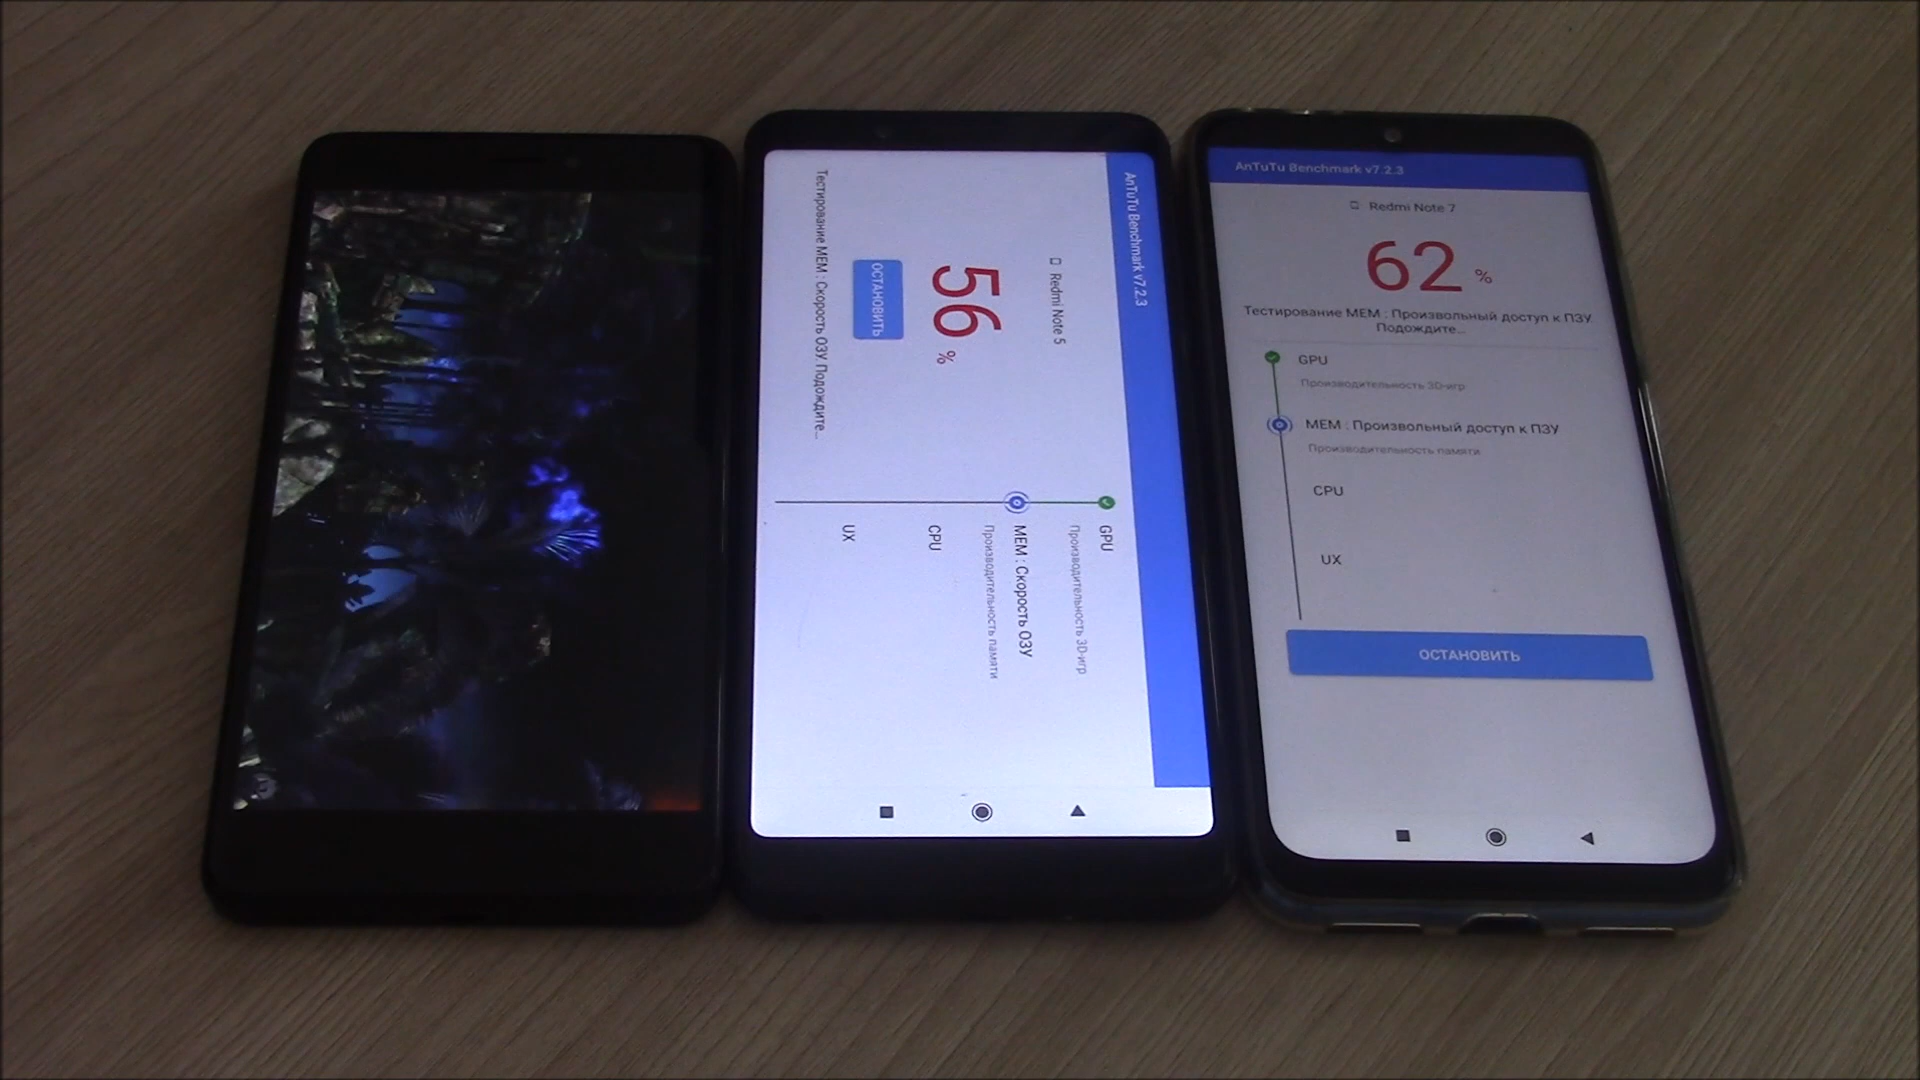 AnTuTu Benchmark v7.2.3
Redmi Note 5
56 %
ОСТАНОВИТЬ
Тестирование MEM : Скорость ОЗУ. Подождите...
GPU
Производительность 3D-игр
MEM : Скорость ОЗУ
Производительность памяти
CPU
UX
AnTuTu Benchmark v7.2.3
Redmi Note 7
62 %
Тестирование MEM : Произвольный доступ к ПЗУ.
Подождите...
GPU
Производительность 3D-игр
MEM : Произвольный доступ к ПЗУ
Производительность памяти
CPU
UX
ОСТАНОВИТЬ